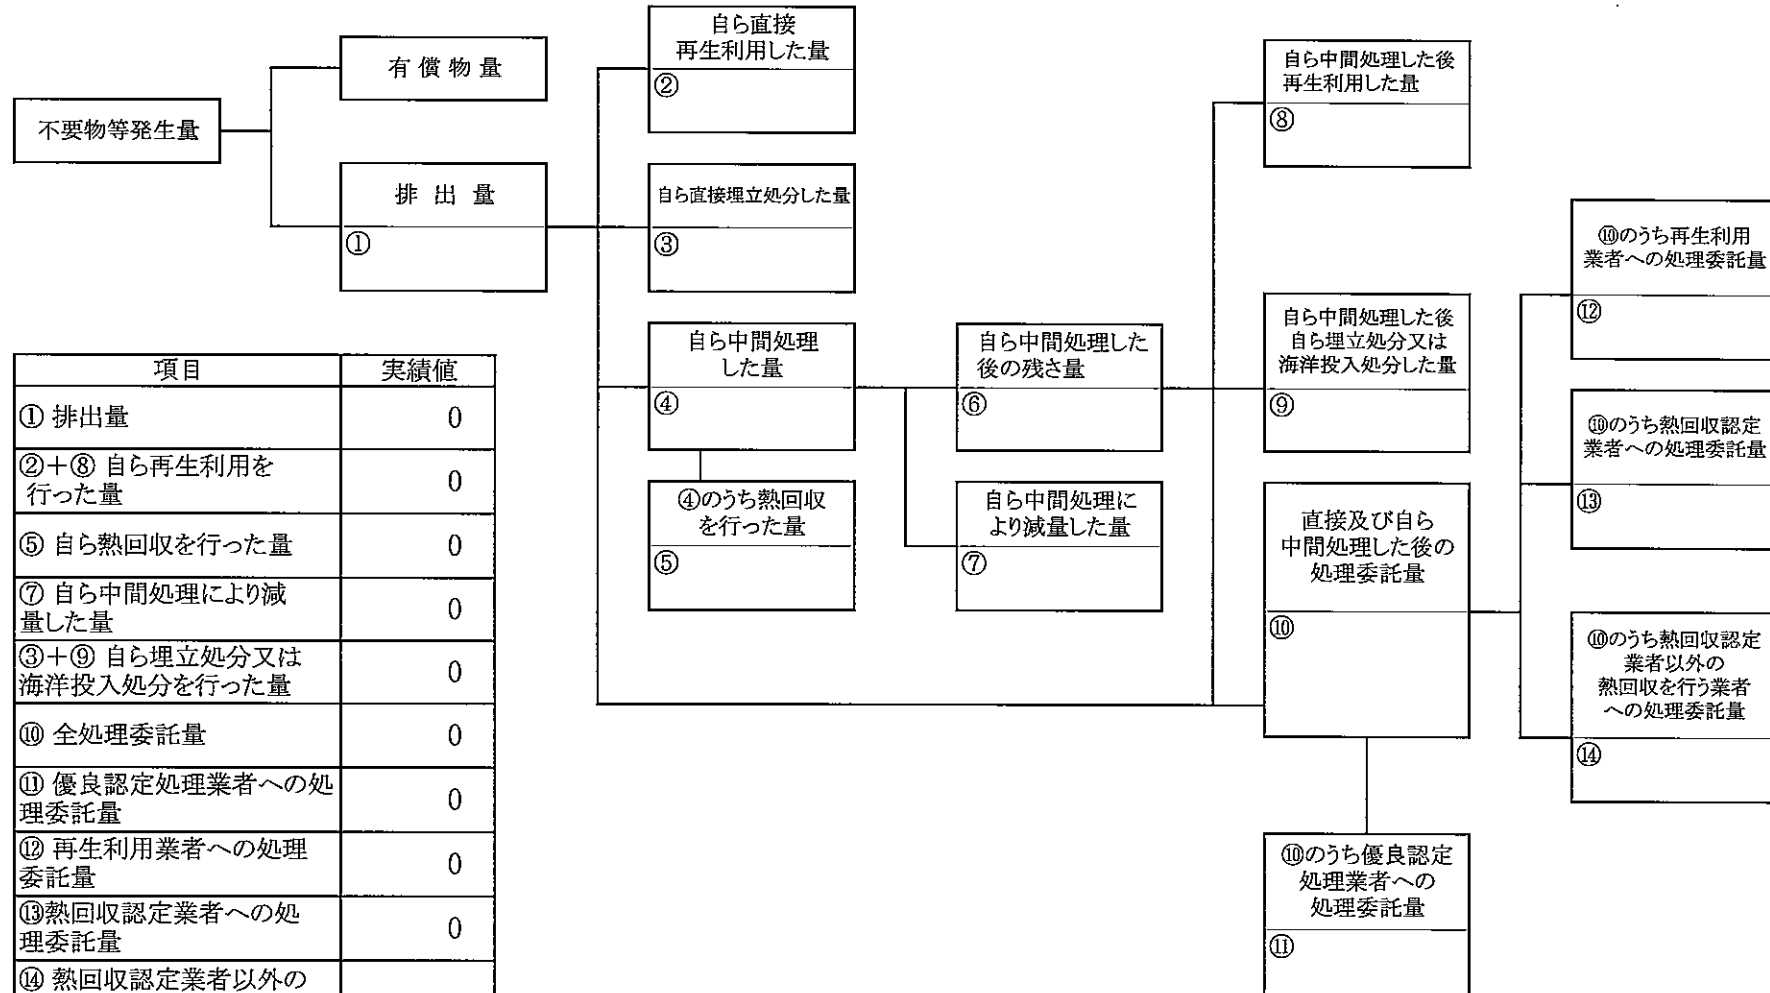 不要物等発生量
有償物量
排出量
①
自ら直接
再生利用した量
②
自ら直接埋立処分した量
③
自ら中間処理
した量
④
④のうち熱回収
を行った量
⑤
自ら中間処理した
後の残さ量
⑥
自ら中間処理に
より減量した量
⑦
自ら中間処理した後
再生利用した量
⑧
自ら中間処理した後
自ら埋立処分又は
海洋投入処分した量
⑨
直接及び自ら
中間処理した後の
処理委託量
⑩
⑩のうち優良認定
処理業者への
処理委託量
⑪
⑩のうち再生利用
業者への処理委託量
⑫
⑩のうち熱回収認定
業者への処理委託量
⑬
⑩のうち熱回収認定
業者以外の
熱回収を行う業者
への処理委託量
⑭
項目 実績値
① 排出量 0
②+⑧ 自ら再生利用を
行った量 0
⑤ 自ら熱回収を行った量 0
⑦ 自ら中間処理により減
量した量 0
③+⑨ 自ら埋立処分又は
海洋投入処分を行った量 0
⑩ 全処理委託量 0
⑪ 優良認定処理業者への処
理委託量 0
⑫ 再生利用業者への処理
委託量 0
⑬熱回収認定業者への処
理委託量 0
⑭ 熱回収認定業者以外の